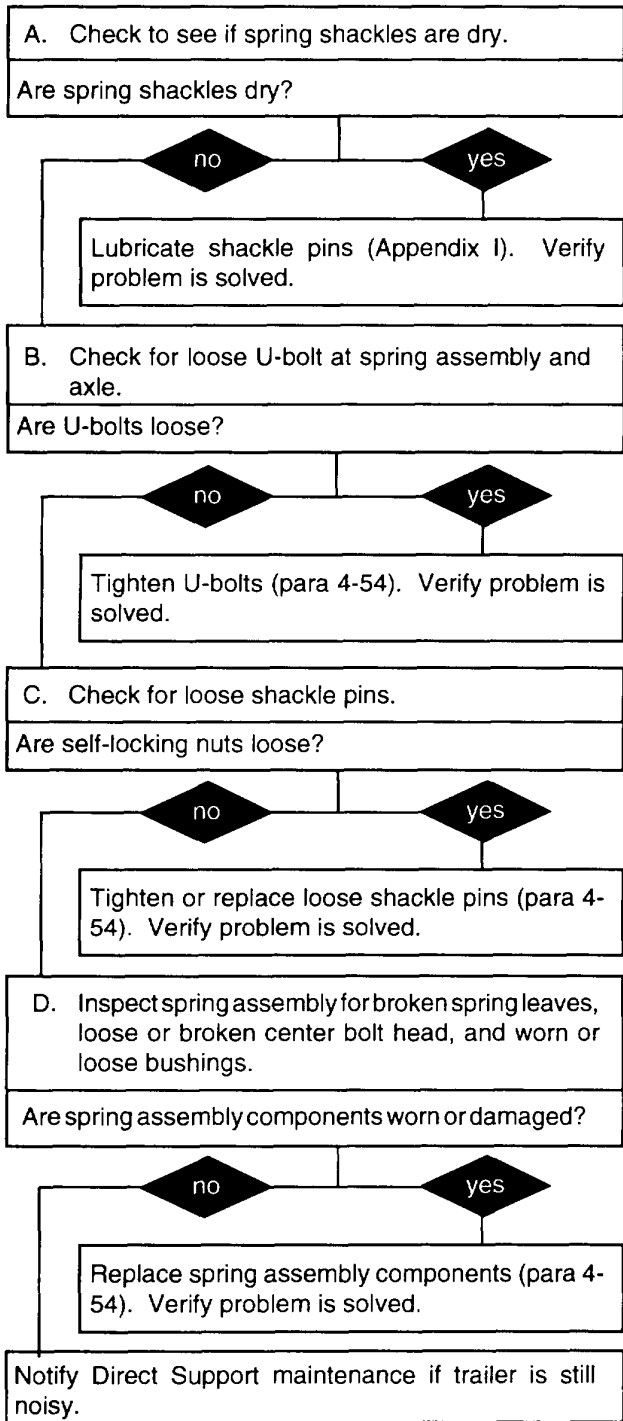 A. Check to see if spring shackles are dry.
Are spring shackles dry?
no
yes
Lubricate shackle pins (Appendix I). Verify
problem is solved.
B. Check for loose U-bolt at spring assembly and
axle.
Are U-bolts loose?
no
yes
Tighten U-bolts (para 4-54). Verify problem is
solved.
C. Check for loose shackle pins.
Are self-locking nuts loose?
no
yes
Tighten or replace loose shackle pins (para 4-
54). Verify problem is solved.
D. Inspect spring assembly for broken spring leaves,
loose or broken center bolt head, and worn or
loose bushings.
Are spring assembly components worn or damaged?
no
yes
Replace spring assembly components (para 4-
54). Verify problem is solved.
Notify Direct Support maintenance if trailer is still
noisy.